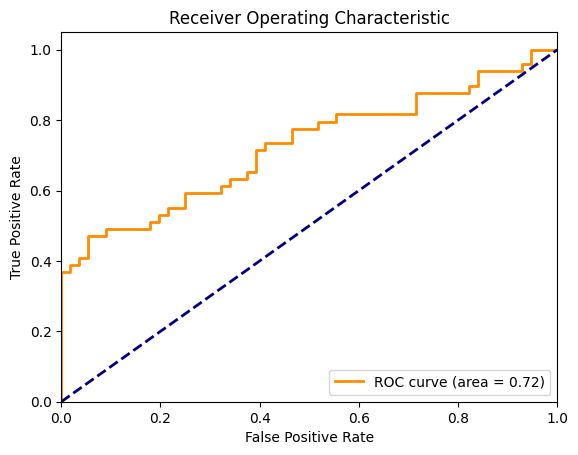 Receiver Operating Characteristic
1.0
0.8
0.6
0.4
0.2
0.0
True Positive Rate
ROC curve (area = 0.72)
0.0 0.2 0.4 0.6 0.8 1.0
False Positive Rate